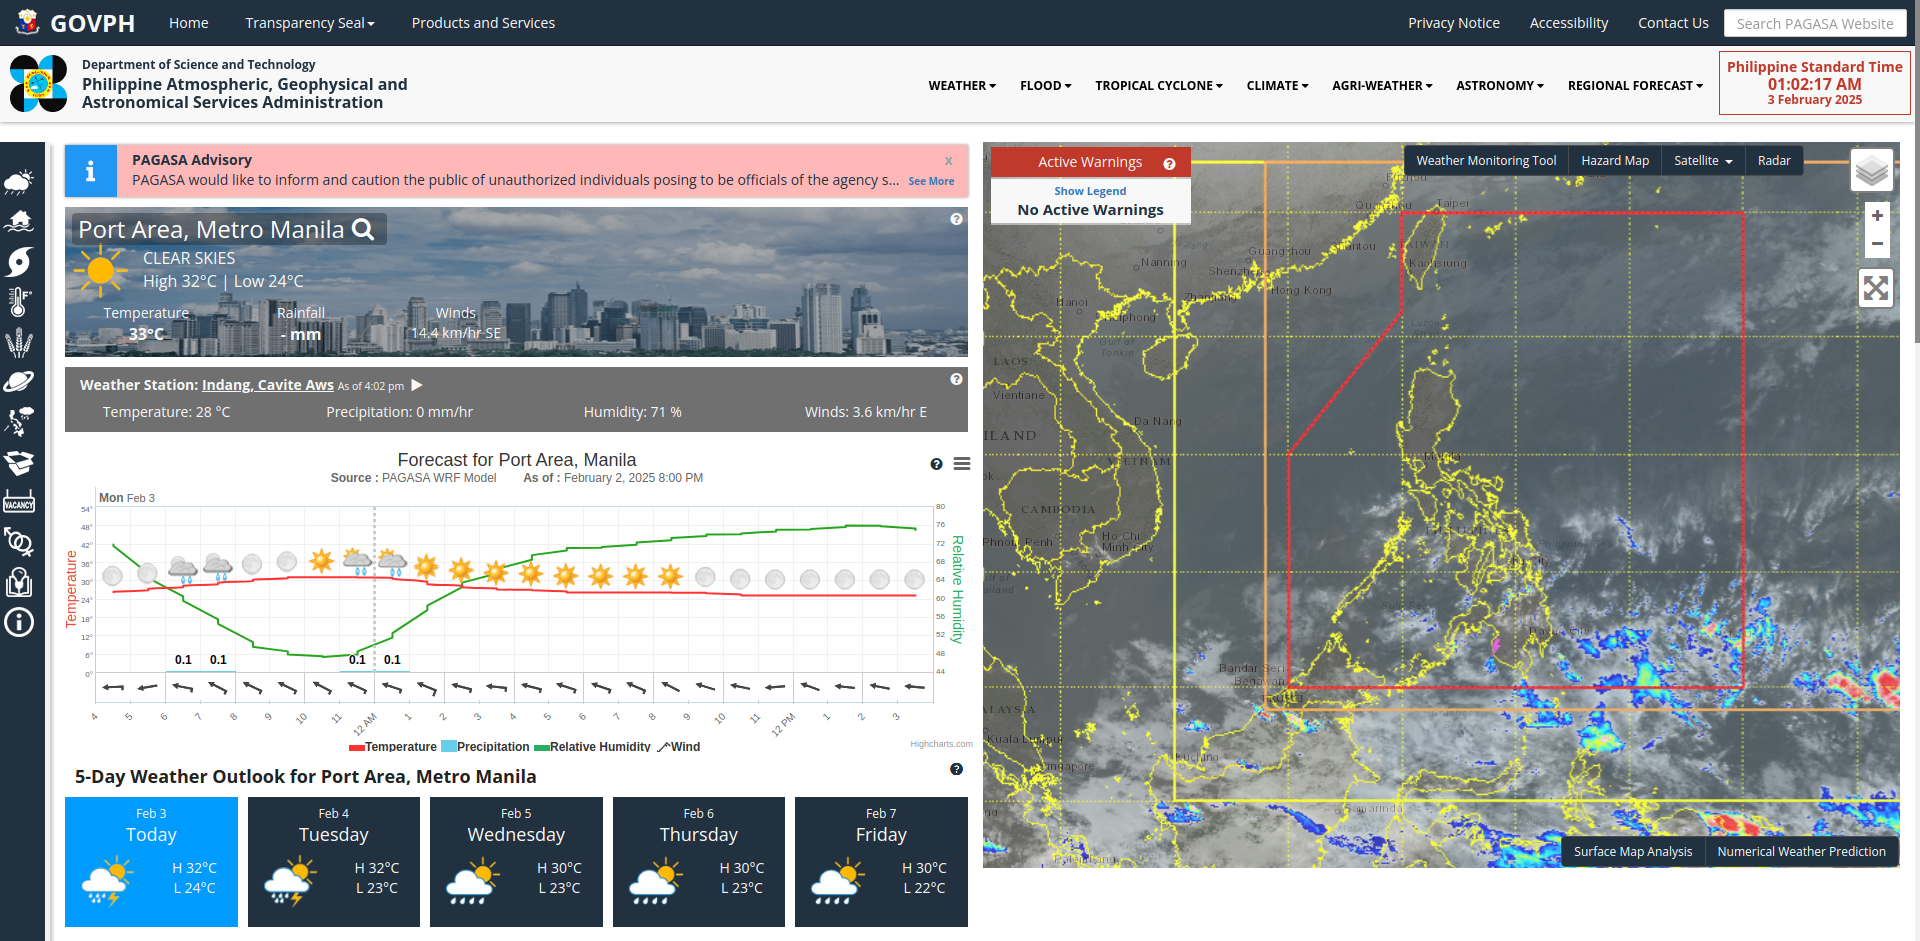 GOVPH
Home
Transparency Seal
Products and Services
Privacy Notice
Accessibility
Contact Us
Search PAGASA Website
Department of Science and Technology
Philippine Atmospheric, Geophysical and
Astronomical Services Administration
WEATHER
FLOOD
TROPICAL CYCLONE
CLIMATE
AGRI-WEATHER
ASTRONOMY
REGIONAL FORECAST
Philippine Standard Time
01:02:17 AM
3 February 2025
PAGASA Advisory
x
PAGASA would like to inform and caution the public of unauthorized individuals posing to be officials of the agency s... See More
Port Area, Metro Manila
CLEAR SKIES
High 32°C | Low 24°C
Temperature
33°C
Rainfall
- mm
Winds
14.4 km/hr SE
Weather Station: Indang, Cavite Aws As of 4:02 pm
Temperature: 28 °C
Precipitation: 0 mm/hr
Humidity: 71 %
Winds: 3.6 km/hr E
Forecast for Port Area, Manila
Source : PAGASA WRF Model As of : February 2, 2025 8:00 PM
Mon Feb 3
Temperature
54°
48°
42°
36°
30°
24°
18°
12°
6°
0°
0.1
0.1
0.1
0.1
80
76
72
68
64
60
56
52
48
44
Relative Humidity
4 5 6 7 8 9 10 11 12 AM 1 2 3 4 5 6 7 8 9 10 11 12 PM 1 2 3
Temperature Precipitation Relative Humidity Wind
Highcharts.com
5-Day Weather Outlook for Port Area, Metro Manila
Feb 3
Today
H 32°C
L 24°C
Feb 4
Tuesday
H 32°C
L 23°C
Feb 5
Wednesday
H 30°C
L 23°C
Feb 6
Thursday
H 30°C
L 23°C
Feb 7
Friday
H 30°C
L 22°C
VACANCY
Active Warnings
Show Legend
No Active Warnings
Weather Monitoring Tool
Hazard Map
Satellite
Radar
+
−
Taipei
TAIWAN
Kaohsiung
Guangzhou
Shantou
Shenzhen
Hong Kong
Nanning
Zhanjiang
Hanoi
Haiphong
Gulf of
Tonkin
LAOS
Vientiane
Da Nang
VIETNAM
CAMBODIA
Phnom Penh
Ho Chi
Minh City
Manila
Davao City
Bandar Seri
Begawan
Kuala Lumpur
Singapore
Kuching
Samarinda
Palembang
Surface Map Analysis
Numerical Weather Prediction